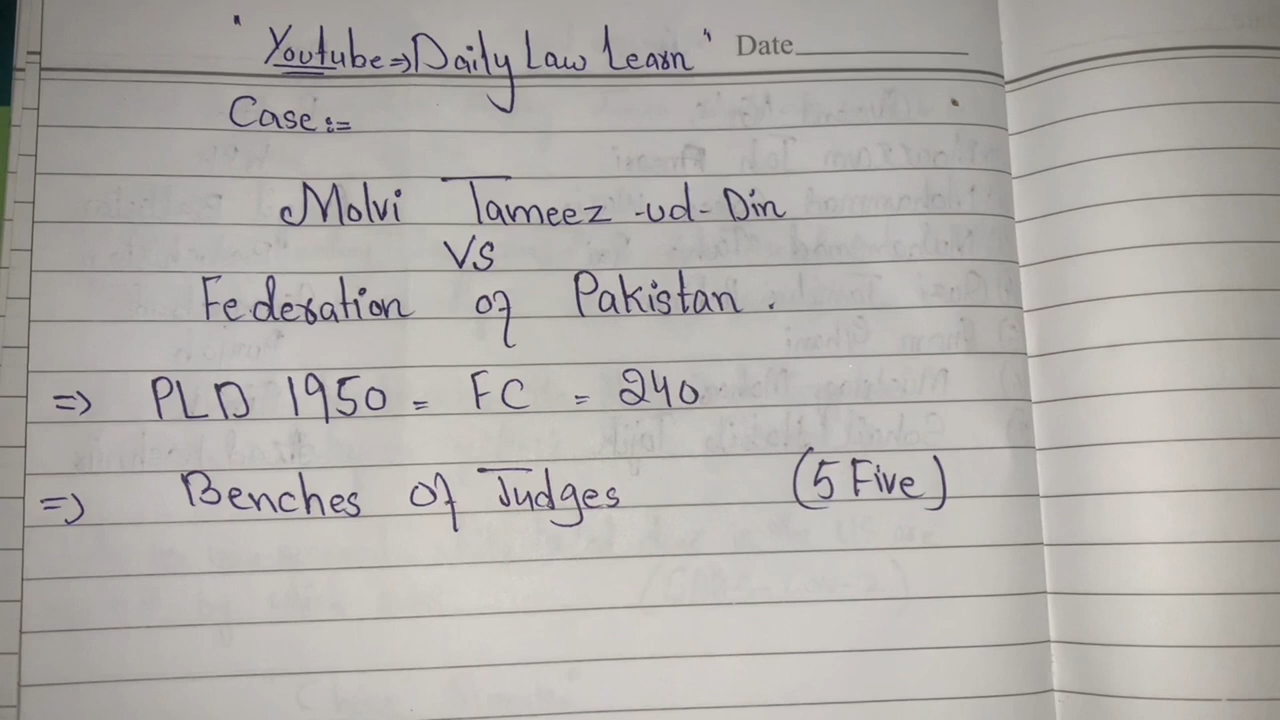 "Youtube⇒Daily Law Learn" Date
Case:=
Molvi Tameez-ud-Din
VS
Federation of Pakistan.
⇒ PLD 1950 = FC = 240
⇒ Benches of Judges (5 Five)